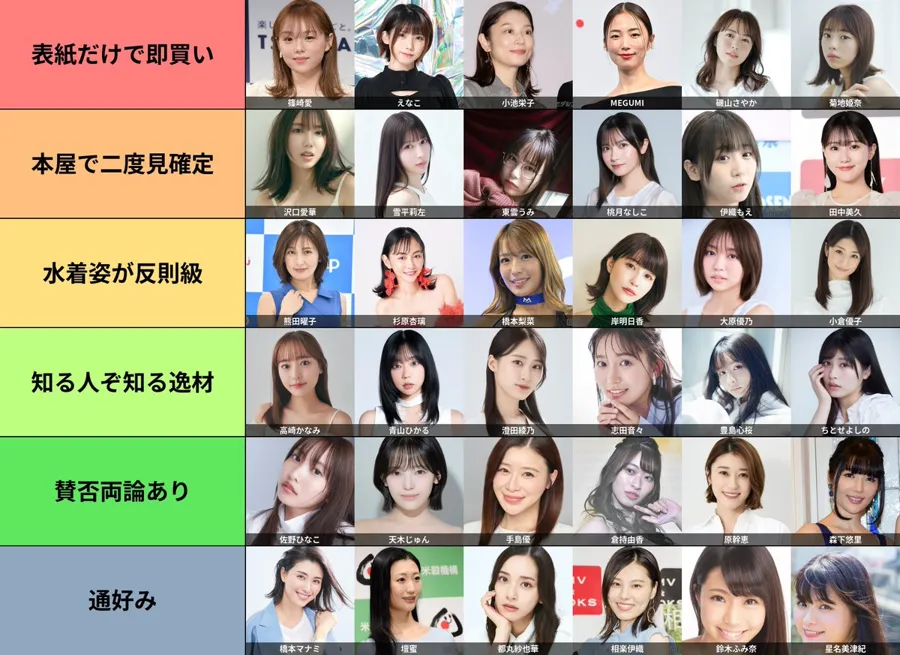 表紙だけで即買い
篠崎愛
えなこ
小池栄子
MEGUMI
磯山さやか
菊地姫奈
本屋で二度見確定
沢口愛華
雪平莉左
東雲うみ
桃月なしこ
伊織もえ
田中美久
水着姿が反則級
熊田曜子
杉原杏璃
橋本梨菜
岸明日香
大原優乃
小倉優子
知る人ぞ知る逸材
高崎かなみ
青山ひかる
澄田綾乃
志田音々
豊島心桜
ちとせよしの
賛否両論あり
佐野ひなこ
天木じゅん
手島優
倉持由香
原幹恵
森下悠里
通好み
橋本マナミ
壇蜜
都丸紗也華
相楽伊織
鈴木ふみ奈
星名美津紀